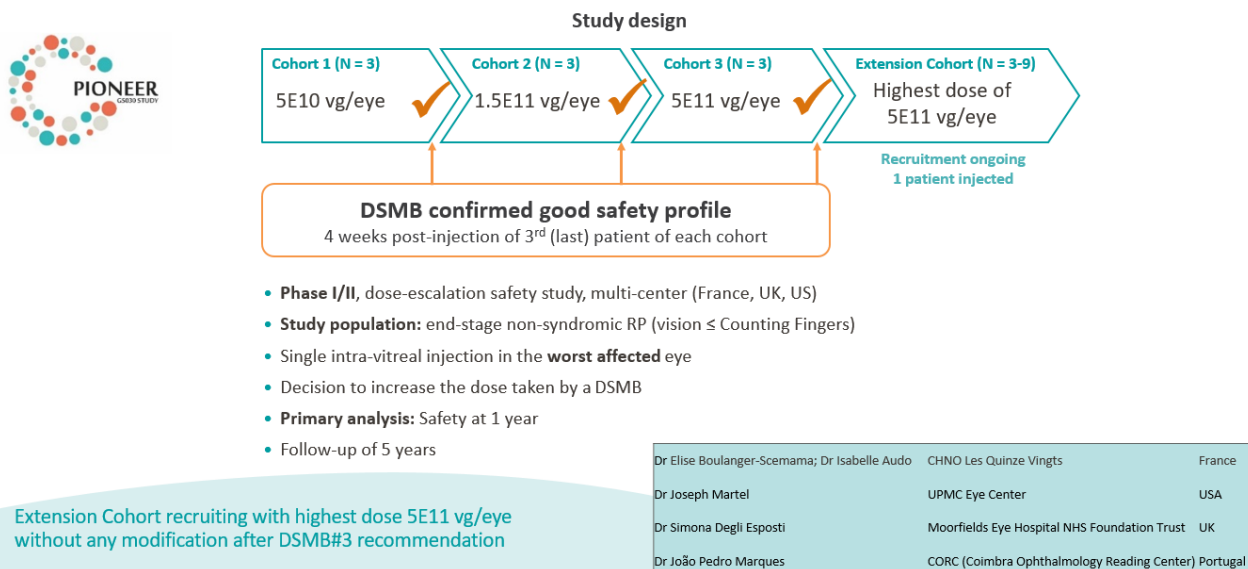 Study design
PIONEER
GS030 STUDY
Cohort 1 (N = 3)
5E10 vg/eye
Cohort 2 (N = 3)
1.5E11 vg/eye
Cohort 3 (N = 3)
5E11 vg/eye
Extension Cohort (N = 3-9)
Highest dose of
5E11 vg/eye
Recruitment ongoing
1 patient injected
DSMB confirmed good safety profile
4 weeks post-injection of 3rd (last) patient of each cohort
• Phase I/II, dose-escalation safety study, multi-center (France, UK, US)
• Study population: end-stage non-syndromic RP (vision ≤ Counting Fingers)
• Single intra-vitreal injection in the worst affected eye
• Decision to increase the dose taken by a DSMB
• Primary analysis: Safety at 1 year
• Follow-up of 5 years
Dr Elise Boulanger-Scemama; Dr Isabelle Audo CHNO Les Quinze Vingts France
Dr Joseph Martel UPMC Eye Center USA
Dr Simona Degli Esposti Moorfields Eye Hospital NHS Foundation Trust UK
Dr João Pedro Marques CORC (Coimbra Ophthalmology Reading Center) Portugal
Extension Cohort recruiting with highest dose 5E11 vg/eye
without any modification after DSMB#3 recommendation